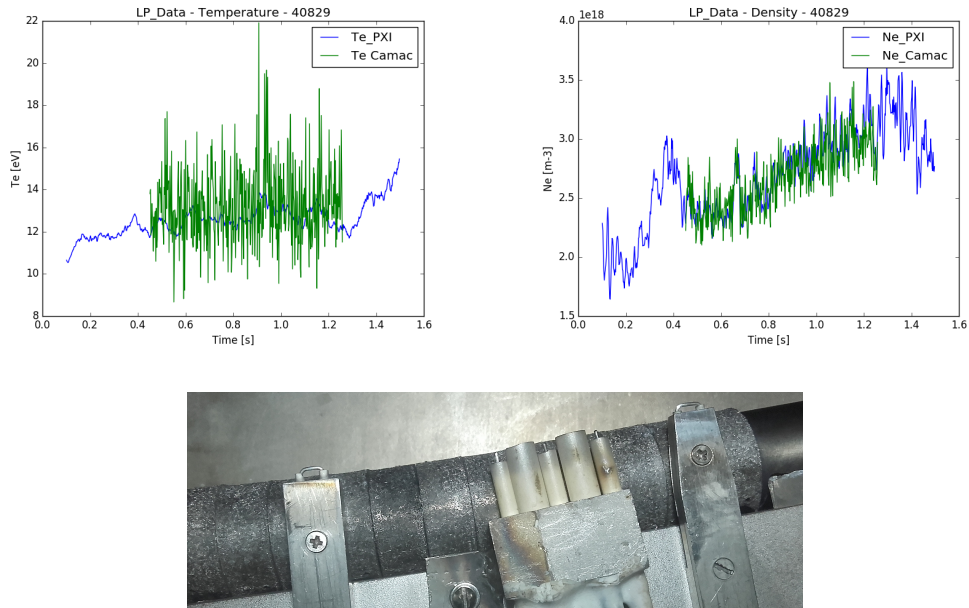 LP_Data - Temperature - 40829
22
20
18
16
14
12
10
8
Te [eV]
Te_PXI
Te Camac
0.0 0.2 0.4 0.6 0.8 1.0 1.2 1.4 1.6
Time [s]
LP_Data - Density - 40829
1e18
4.0
3.5
3.0
2.5
2.0
1.5
Ne [m-3]
Ne_PXI
Ne_Camac
0.0 0.2 0.4 0.6 0.8 1.0 1.2 1.4 1.6
Time [s]